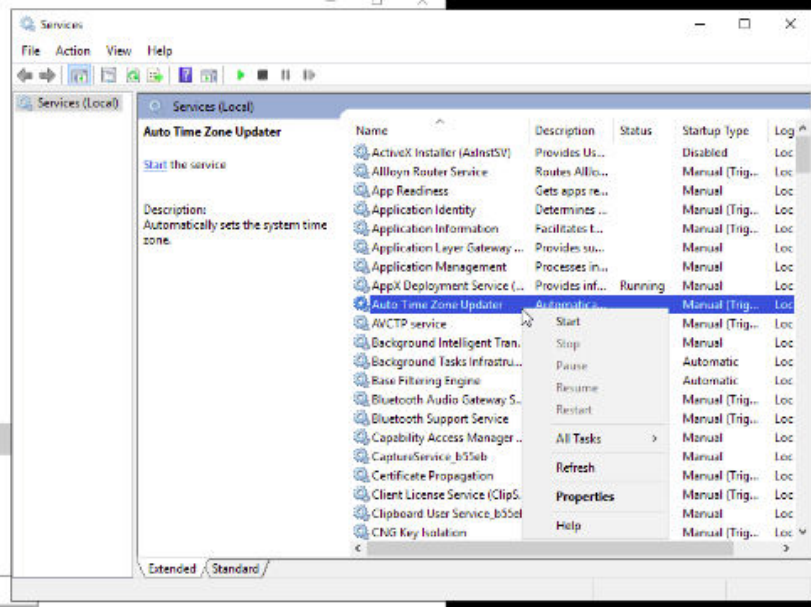 Services
File Action View Help
Services (Local)
Services (Local)
Auto Time Zone Updater
Start the service
Description:
Automatically sets the system time
zone.
Name Description Status Startup Type Log
ActiveX Installer (AxInstSV) Provides Us... Disabled Loc
AllJoyn Router Service Routes AllJo... Manual (Trig... Loc
App Readiness Gets apps re... Manual Loc
Application Identity Determines ... Manual (Trig... Loc
Application Information Facilitates t... Manual (Trig... Loc
Application Layer Gateway ... Provides su... Manual Loc
Application Management Processes in... Manual Loc
AppX Deployment Service (... Provides inf... Running Manual (Trig... Loc
Auto Time Zone Updater Automatica... Manual (Trig... Loc
AVCTP service Manual (Trig... Loc
Background Intelligent Tran... Manual Loc
Background Tasks Infrastru... Automatic Loc
Base Filtering Engine Automatic Loc
Bluetooth Audio Gateway S... Manual (Trig... Loc
Bluetooth Support Service Manual (Trig... Loc
Capability Access Manager ... Manual Loc
CaptureService_b55eb Manual Loc
Certificate Propagation Manual (Trig... Loc
Client License Service (ClipS... Manual (Trig... Loc
Clipboard User Service_b55eb Manual Loc
CNG Key Isolation Manual (Trig... Loc
Start
Stop
Pause
Resume
Restart
All Tasks
Refresh
Properties
Help
Extended Standard